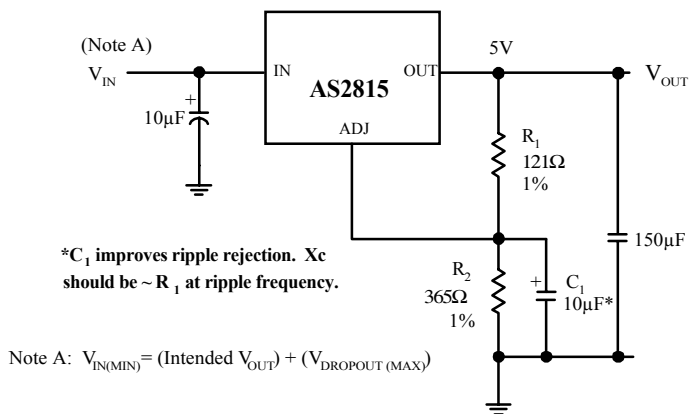 (Note A)
V_IN
IN
OUT
AS2815
ADJ
5V
V_OUT
+
10µF
R_1
121Ω
1%
150µF
*C_1 improves ripple rejection. Xc
should be ~ R_1 at ripple frequency.
R_2
365Ω
1%
+
C_1
10µF*
Note A: V_IN(MIN)= (Intended V_OUT) + (V_DROPOUT (MAX))